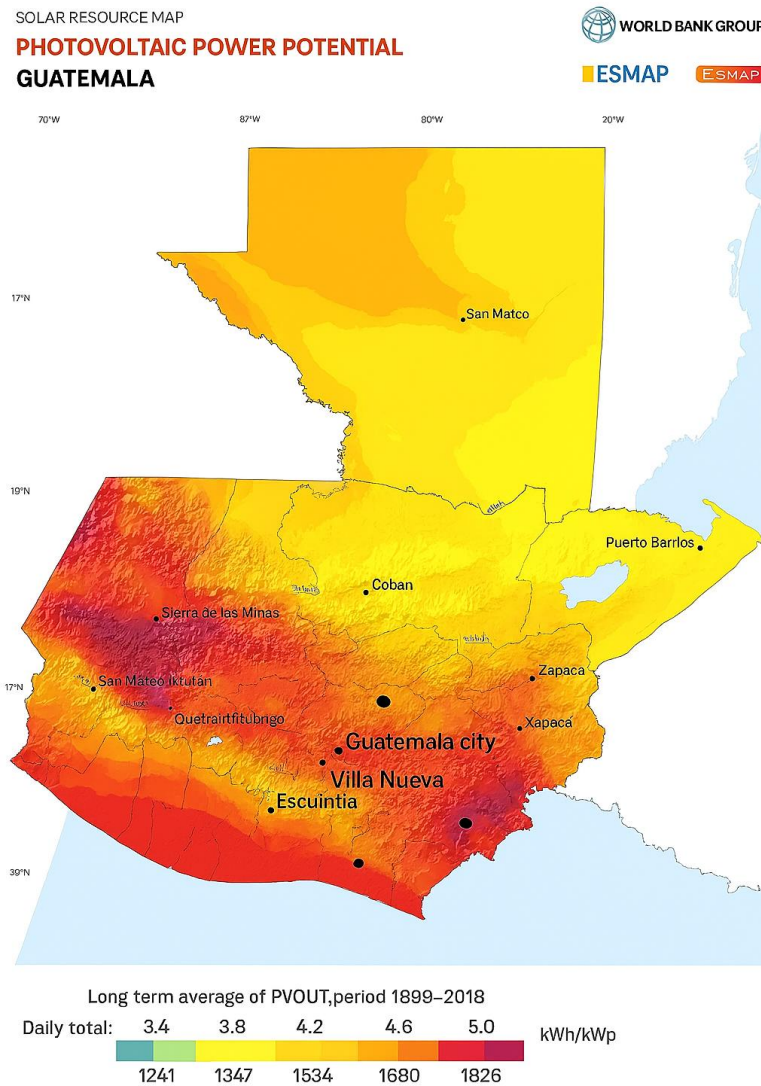 SOLAR RESOURCE MAP
PHOTOVOLTAIC POWER POTENTIAL
GUATEMALA
WORLD BANK GROUP
ESMAP
ESMAP
70°W 87°W 80°W 20°W
17°N
San Matco
19°N
Puerto Barrlos
Coban
Sierra de las Minas
Zapaca
17°N
San Mateo Ikfután
Quetrairtfitubrigo
Xapaca
Guatemala city
Villa Nueva
Escuintia
39°N
Long term average of PVOUT,period 1899–2018
Daily total: 3.4 3.8 4.2 4.6 5.0 kWh/kWp
1241 1347 1534 1680 1826